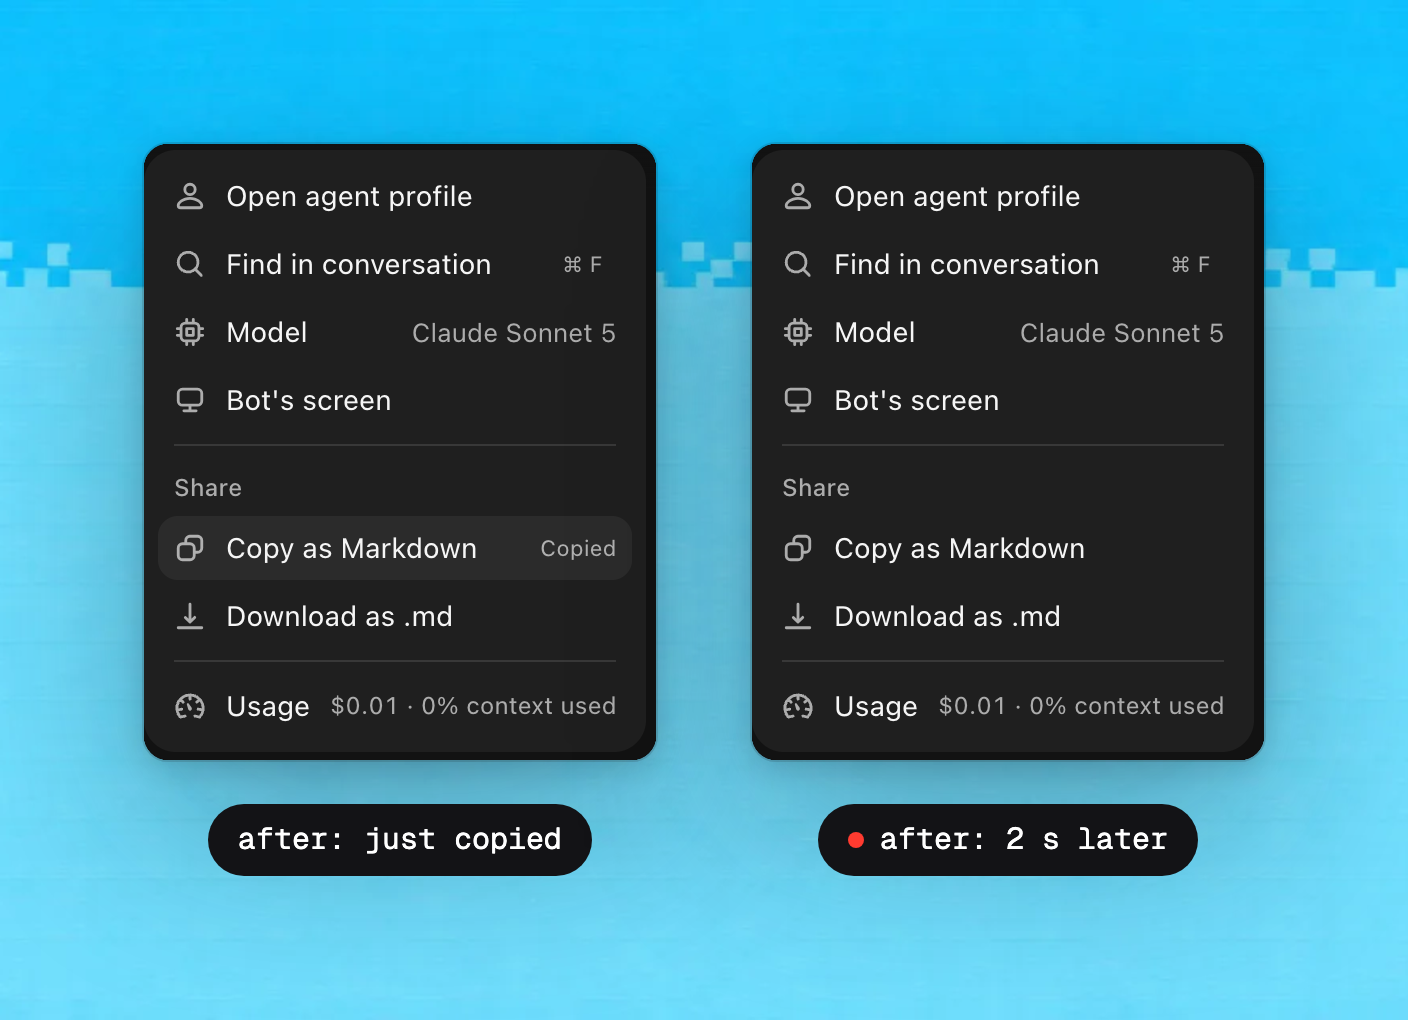 Open agent profile
Find in conversation ⌘ F
Model Claude Sonnet 5
Bot's screen
Share
Copy as Markdown Copied
Download as .md
Usage $0.01 · 0% context used
after: just copied
Open agent profile
Find in conversation ⌘ F
Model Claude Sonnet 5
Bot's screen
Share
Copy as Markdown
Download as .md
Usage $0.01 · 0% context used
after: 2 s later